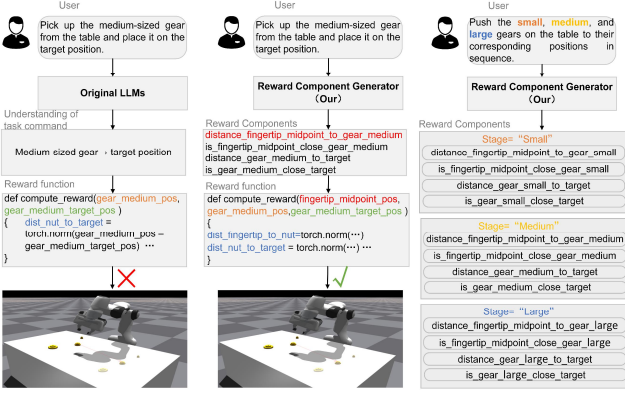 User
Pick up the medium-sized gear
from the table and place it on the
target position.
Original LLMs
Understanding of
task command
Medium sized gear → target position
Reward function
def compute_reward(gear_medium_pos,
gear_medium_target_pos )
{ dist_nut_to_target =
torch.norm(gear_medium_pos –
gear_medium_target_pos) ···
}
User
Pick up the medium-sized gear
from the table and place it on the
target position.
Reward Component Generator
(Our)
Reward Components
distance_fingertip_midpoint_to_gear_medium
is_fingertip_midpoint_close_gear_medium
distance_gear_medium_to_target
is_gear_medium_close_target
Reward function
def compute_reward(fingertip_midpoint_pos,
gear_medium_pos,gear_medium_target_pos )
{
dist_fingertip_to_nut=torch.norm(···)
dist_nut_to_target = torch.norm(···) ···
}
User
Push the small, medium, and
large gears on the table to their
corresponding positions in
sequence.
Reward Component Generator
(Our)
Reward Components
Stage= “Small”
distance_fingertip_midpoint_to_gear_small
is_fingertip_midpoint_close_gear_small
distance_gear_small_to_target
is_gear_small_close_target
Stage= “Medium”
distance_fingertip_midpoint_to_gear_medium
is_fingertip_midpoint_close_gear_medium
distance_gear_medium_to_target
is_gear_medium_close_target
Stage= “Large”
distance_fingertip_midpoint_to_gear_large
is_fingertip_midpoint_close_gear_large
distance_gear_large_to_target
is_gear_large_close_target